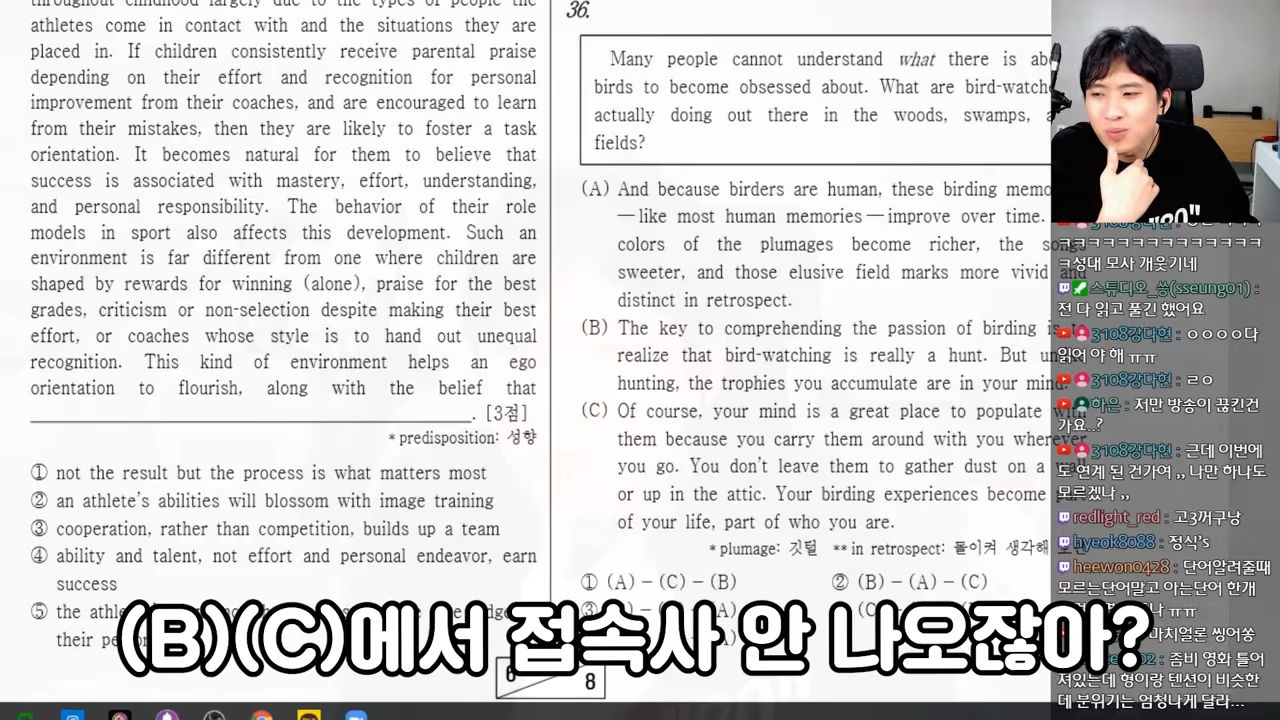 throughout childhood largely due to the types of people the
athletes come in contact with and the situations they are
placed in. If children consistently receive parental praise
depending on their effort and recognition for personal
improvement from their coaches, and are encouraged to learn
from their mistakes, then they are likely to foster a task
orientation. It becomes natural for them to believe that
success is associated with mastery, effort, understanding,
and personal responsibility. The behavior of their role
models in sport also affects this development. Such an
environment is far different from one where children are
shaped by rewards for winning (alone), praise for the best
grades, criticism or non-selection despite making their best
effort, or coaches whose style is to hand out unequal
recognition. This kind of environment helps an ego
orientation to flourish, along with the belief that
. [3점]
* predisposition: 성향
① not the result but the process is what matters most
② an athlete's abilities will blossom with image training
③ cooperation, rather than competition, builds up a team
④ ability and talent, not effort and personal endeavor, earn
success
⑤ the
their
36.
Many people cannot understand what there is
birds to become obsessed about. What are
actually doing out there in the woods, swamps,
fields?
(A) And because birders are human, these birding
—like most human memories—improve over time.
colors of the plumages become richer, the songs
sweeter, and those elusive field marks more vivid and
distinct in retrospect.
(B) The key to comprehending the passion of birding is to
realize that bird-watching is really a hunt. But
hunting, the trophies you accumulate are in your mind.
(C) Of course, your mind is a great place to populate with
them because you carry them around with you wherever
you go. You don't leave them to gather dust on a wall
or up in the attic. Your birding experiences become part
of your life, part of who you are.
* plumage: 깃털 ** in retrospect: 돌이켜 생각해
① (A)-(C)-(B) ② (B)-(A)-(C)
6
8
(B)(C)에서 접속사 안 나오잖아?
ㅋ성대 모사 개웃기네
스튜디오_쓩(sseung01) :
전 다 읽고 풀긴 했어요
3108강다현 : ㅇㅇㅇㅇ다
읽어 야 해 ㅠㅠ
3108강다현 : ㄹㅇ
하은 : 저만 방송이 끊긴건
가요..?
3108강다현 : 근데 이번에
도 연계 된 건가여 ,, 나만 하나도
모르겠나 ,,
redlight_red : 고3꺼구낭
hyeok8088 : 정식's
heewon0428 : 단어알려줄때
모르는단어말고 아는단어 한개
ㅠㅠ
마치얼론 씽어쏭
: 좀비 영화 틀어
져있는데 형이랑 텐션이 비슷한
데 분위기는 엄청나게 달라...